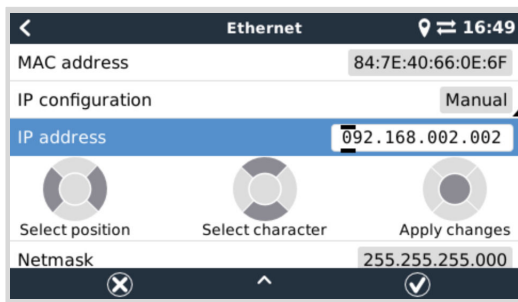 Ethernet 16:49
MAC address 84:7E:40:66:0E:6F
IP configuration Manual
IP address 092.168.002.002
Select position Select character Apply changes
Netmask 255.255.255.000